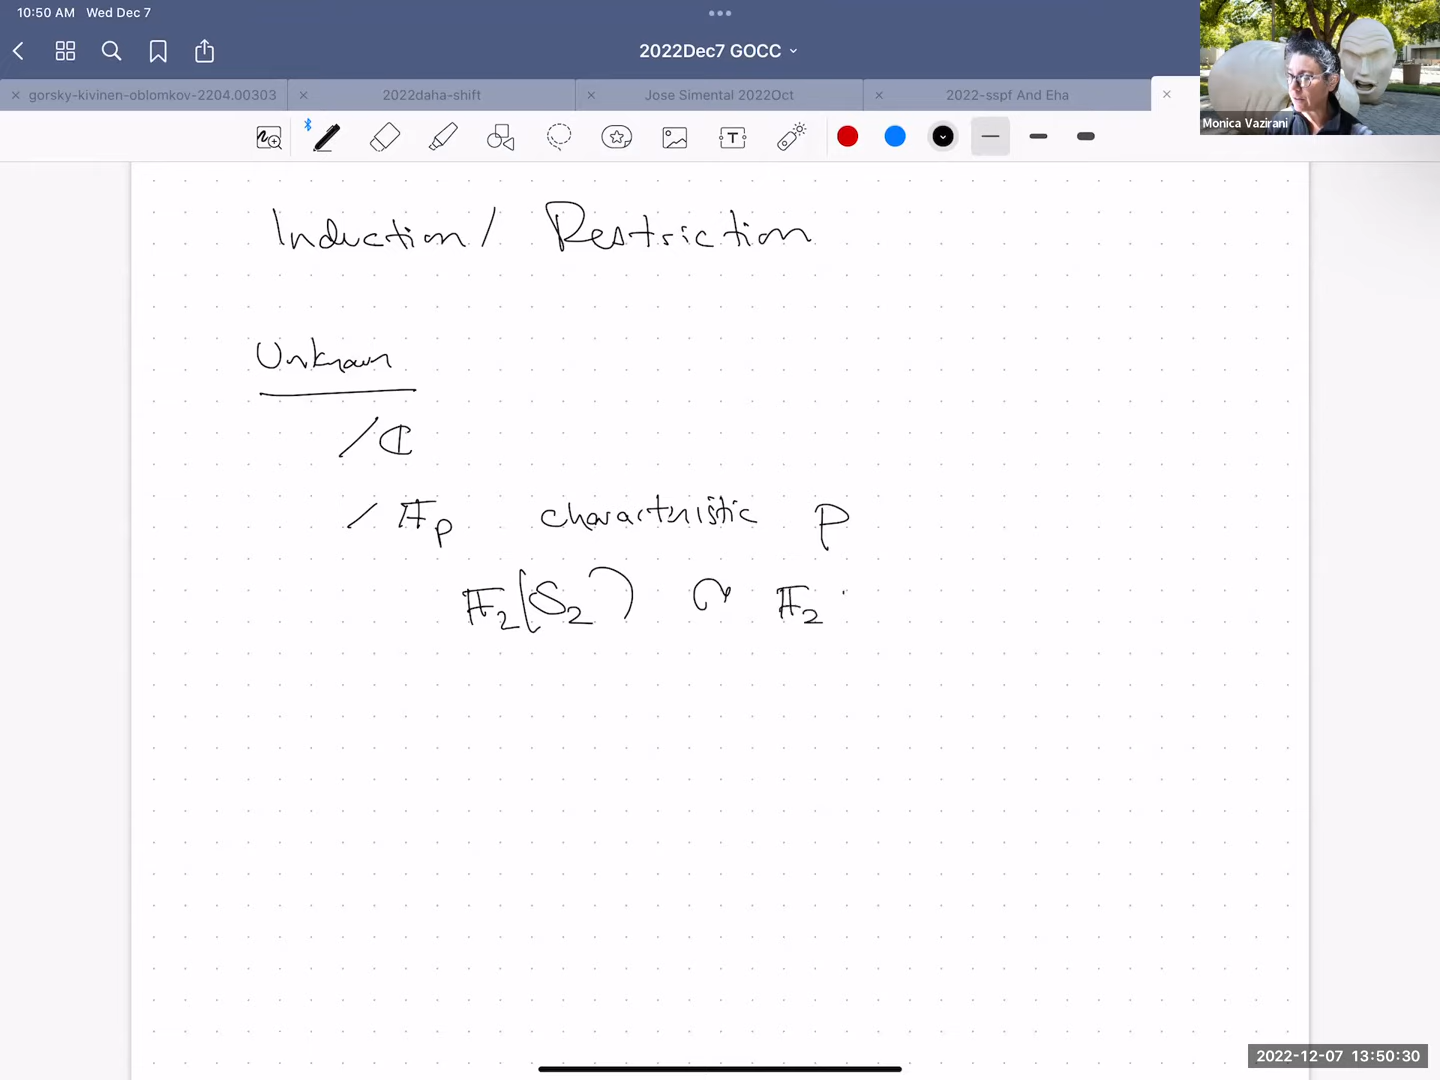 10:50 AM Wed Dec 7
2022Dec7 GOCC
gorsky-kivinen-oblomkov-2204.00303
2022daha-shift
Jose Simental 2022Oct
2022-sspf And Eha
Monica Vazirani
Induction/ Restriction
Unknown
/ℂ
/ 𝔽p characteristic p
𝔽₂(S₂) ↷ 𝔽₂
2022-12-07 13:50:30